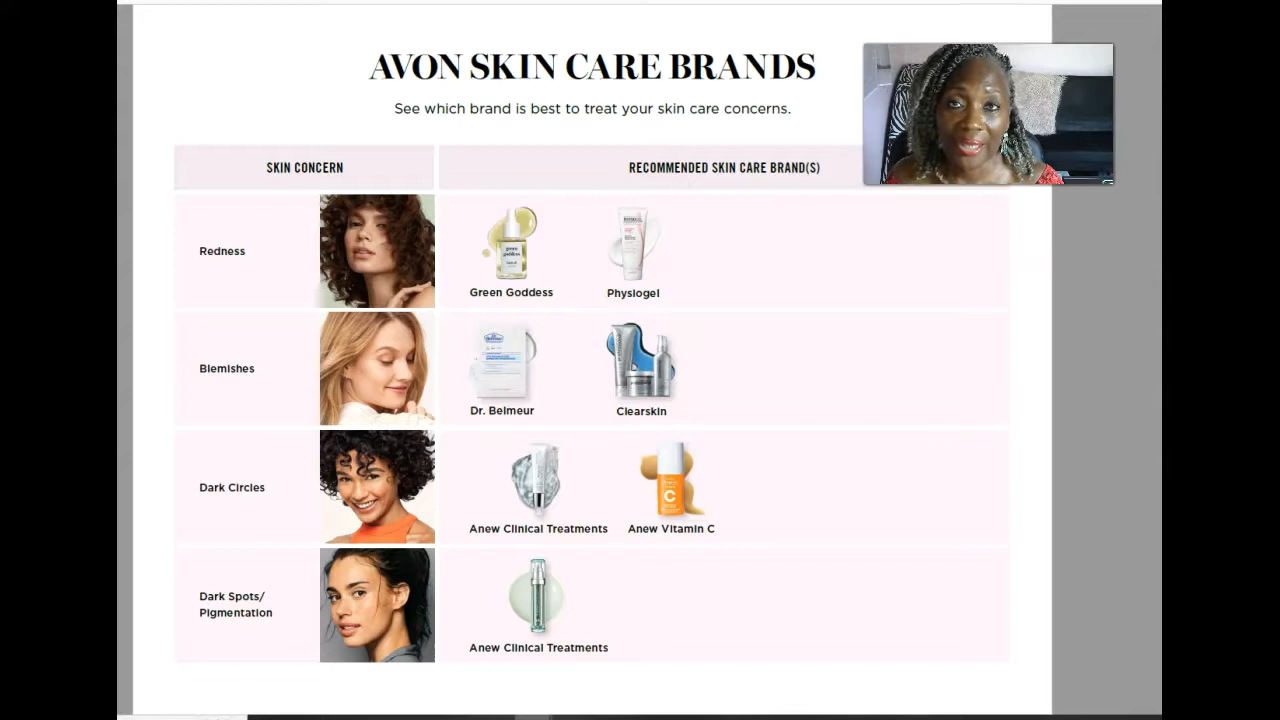 AVON SKIN CARE BRANDS
See which brand is best to treat your skin care concerns.
SKIN CONCERN
RECOMMENDED SKIN CARE BRAND(S)
Redness
green
goddess
Green Goddess
Physiogel
Blemishes
Dr. Belmeur
Clearskin
Dark Circles
Anew Clinical Treatments
C
Anew Vitamin C
Dark Spots/
Pigmentation
Anew Clinical Treatments